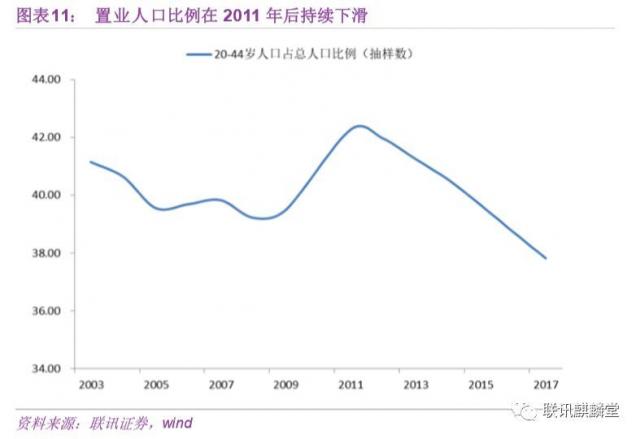 图表11： 置业人口比例在 2011 年后持续下滑
20-44岁人口占总人口比例（抽样数）
44.00
42.00
40.00
38.00
36.00
34.00
2003 2005 2007 2009 2011 2013 2015 2017
联讯麒麟堂
资料来源：联讯证券，wind